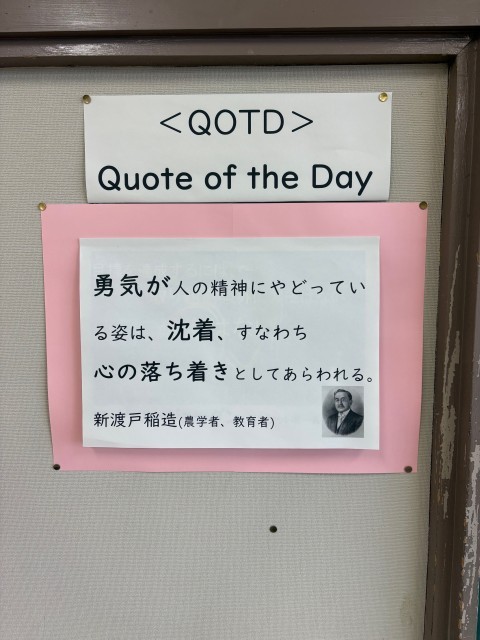 ＜QOTD＞
Quote of the Day
勇気が人の精神にやどってい
る姿は、沈着、すなわち
心の落ち着きとしてあらわれる。
新渡戸稲造(農学者、教育者)